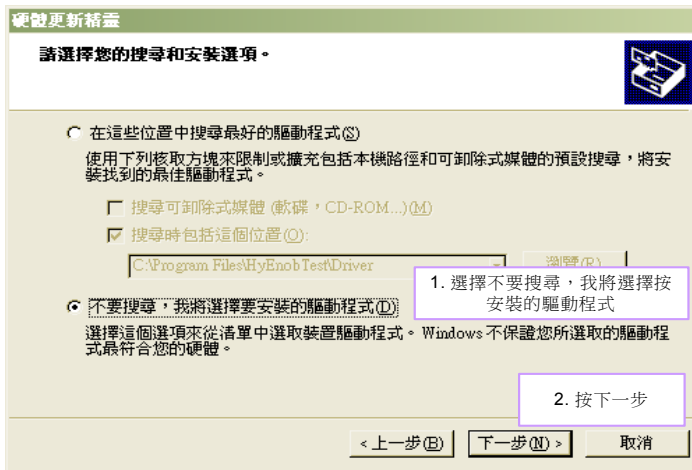 硬體更新精靈
請選擇您的搜尋和安裝選項。
在這些位置中搜尋最好的驅動程式(S)
使用下列核取方塊來限制或擴充包括本機路徑和可卸除式媒體的預設搜尋，將安
裝找到的最佳驅動程式。
搜尋可卸除式媒體 (軟碟，CD-ROM...)(M)
搜尋時包括這個位置(O):
C:\Program Files\HyEnobTest\Driver
瀏覽(R)
1. 選擇不要搜尋，我將選擇按
安裝的驅動程式
不要搜尋，我將選擇要安裝的驅動程式(D)
選擇這個選項來從清單中選取裝置驅動程式。Windows 不保證您所選取的驅動程
式最符合您的硬體。
2. 按下一步
<上一步(B)
下一步(N) >
取消